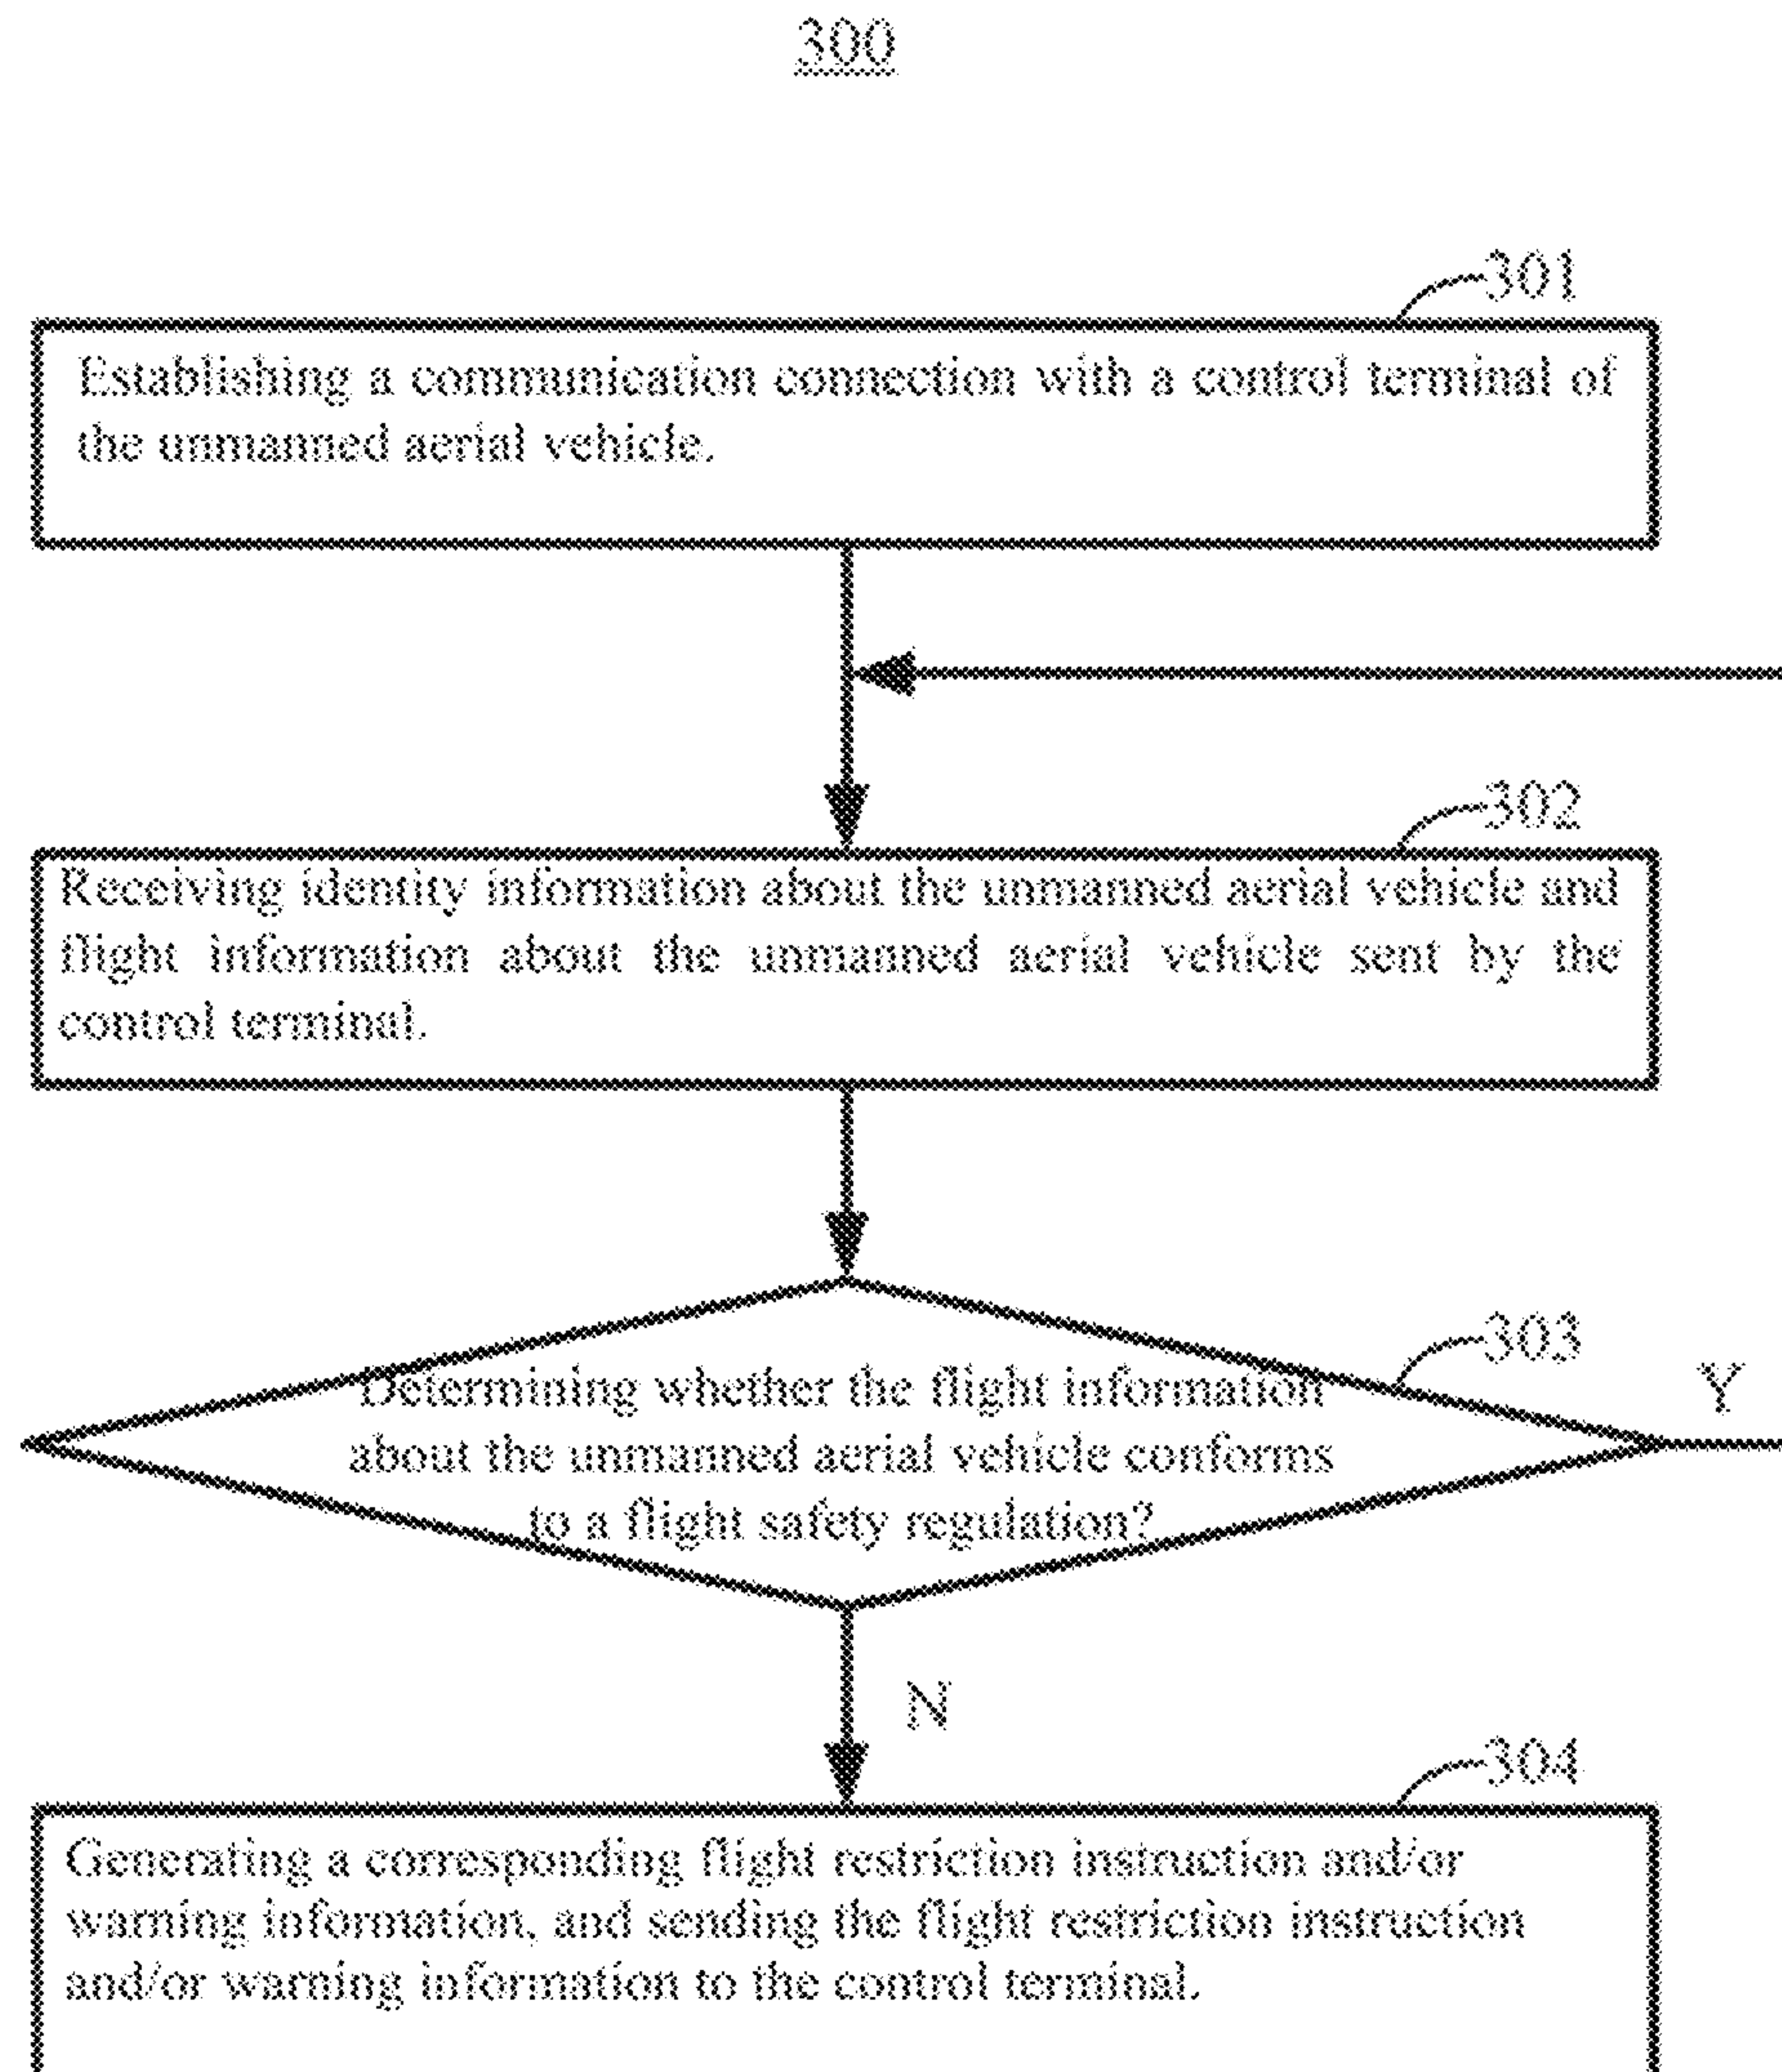 300
301
Establishing a communication connection with a control terminal of
the unmanned aerial vehicle.
302
Receiving identity information about the unmanned aerial vehicle and
flight information about the unmanned aerial vehicle sent by the
control terminal.
303
Y
Determining whether the flight information
about the unmanned aerial vehicle conforms
to a flight safety regulation?
N
304
Generating a corresponding flight restriction instruction and/or
warning information, and sending the flight restriction instruction
and/or warning information to the control terminal.